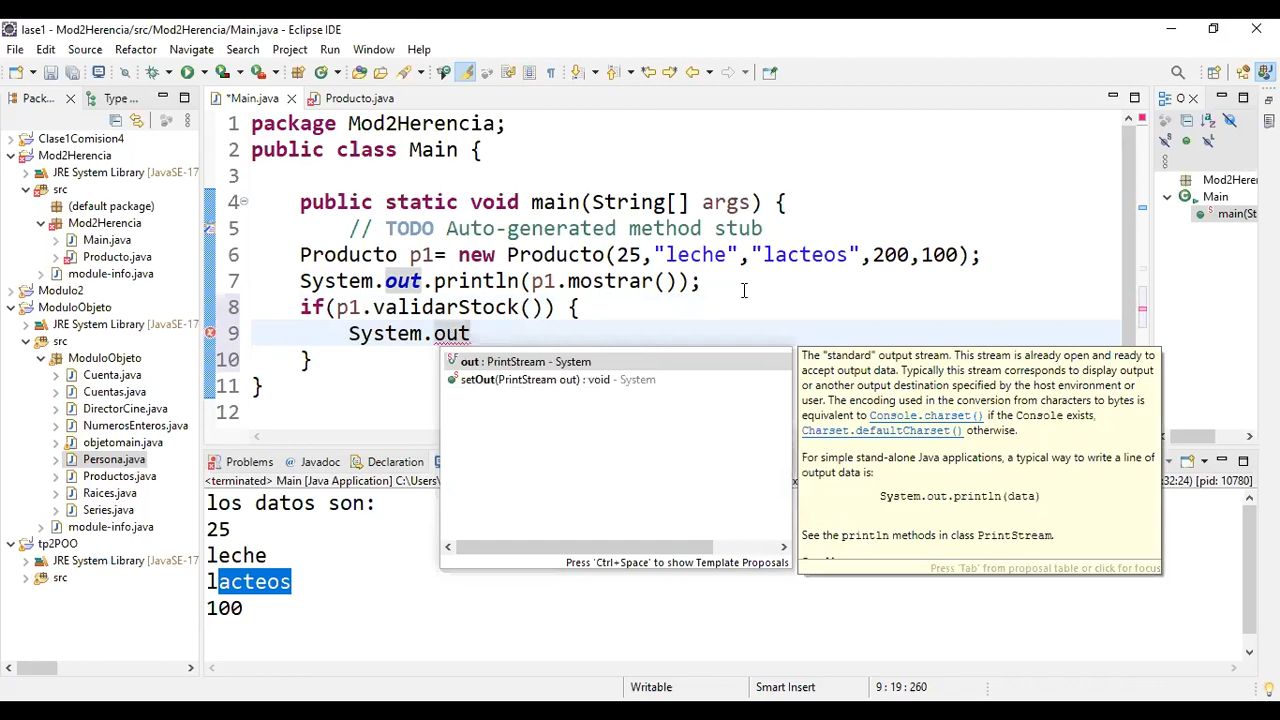 lase1 - Mod2Herencia/src/Mod2Herencia/Main.java - Eclipse IDE
File Edit Source Refactor Navigate Search Project Run Window Help
Pack... Type ... *Main.java Producto.java O
Clase1Comision4
Mod2Herencia
JRE System Library [JavaSE-17
src
(default package)
Mod2Herencia
Main.java
Producto.java
module-info.java
Modulo2
ModuloObjeto
JRE System Library [JavaSE-17
src
ModuloObjeto
Cuenta.java
Cuentas.java
DirectorCine.java
NumerosEnteros.java
objetomain.java
Persona.java
Productos.java
Raices.java
Series.java
module-info.java
tp2POO
JRE System Library [JavaSE-17
src
1 package Mod2Herencia;
2 public class Main {
3
4 public static void main(String[] args) {
5 // TODO Auto-generated method stub
6 Producto p1= new Producto(25,"leche","lacteos",200,100);
7 System.out.println(p1.mostrar());
8 if(p1.validarStock()) {
9 System.out
10 }
11 }
12
out : PrintStream - System
setOut(PrintStream out) : void - System
Press 'Ctrl+Space' to show Template Proposals
The "standard" output stream. This stream is already open and ready to
accept output data. Typically this stream corresponds to display output
or another output destination specified by the host environment or
user. The encoding used in the conversion from characters to bytes is
equivalent to Console.charset() if the Console exists,
Charset.defaultCharset() otherwise.
For simple stand-alone Java applications, a typical way to write a line of
output data is:
System.out.println(data)
See the println methods in class PrintStream.
Press 'Tab' from proposal table or click for focus
Mod2Heren
Main
main(St
Problems Javadoc Declaration
<terminated> Main [Java Application] C:\Users\
32:24) [pid: 10780]
los datos son:
25
leche
lacteos
100
Writable Smart Insert 9 : 19 : 260